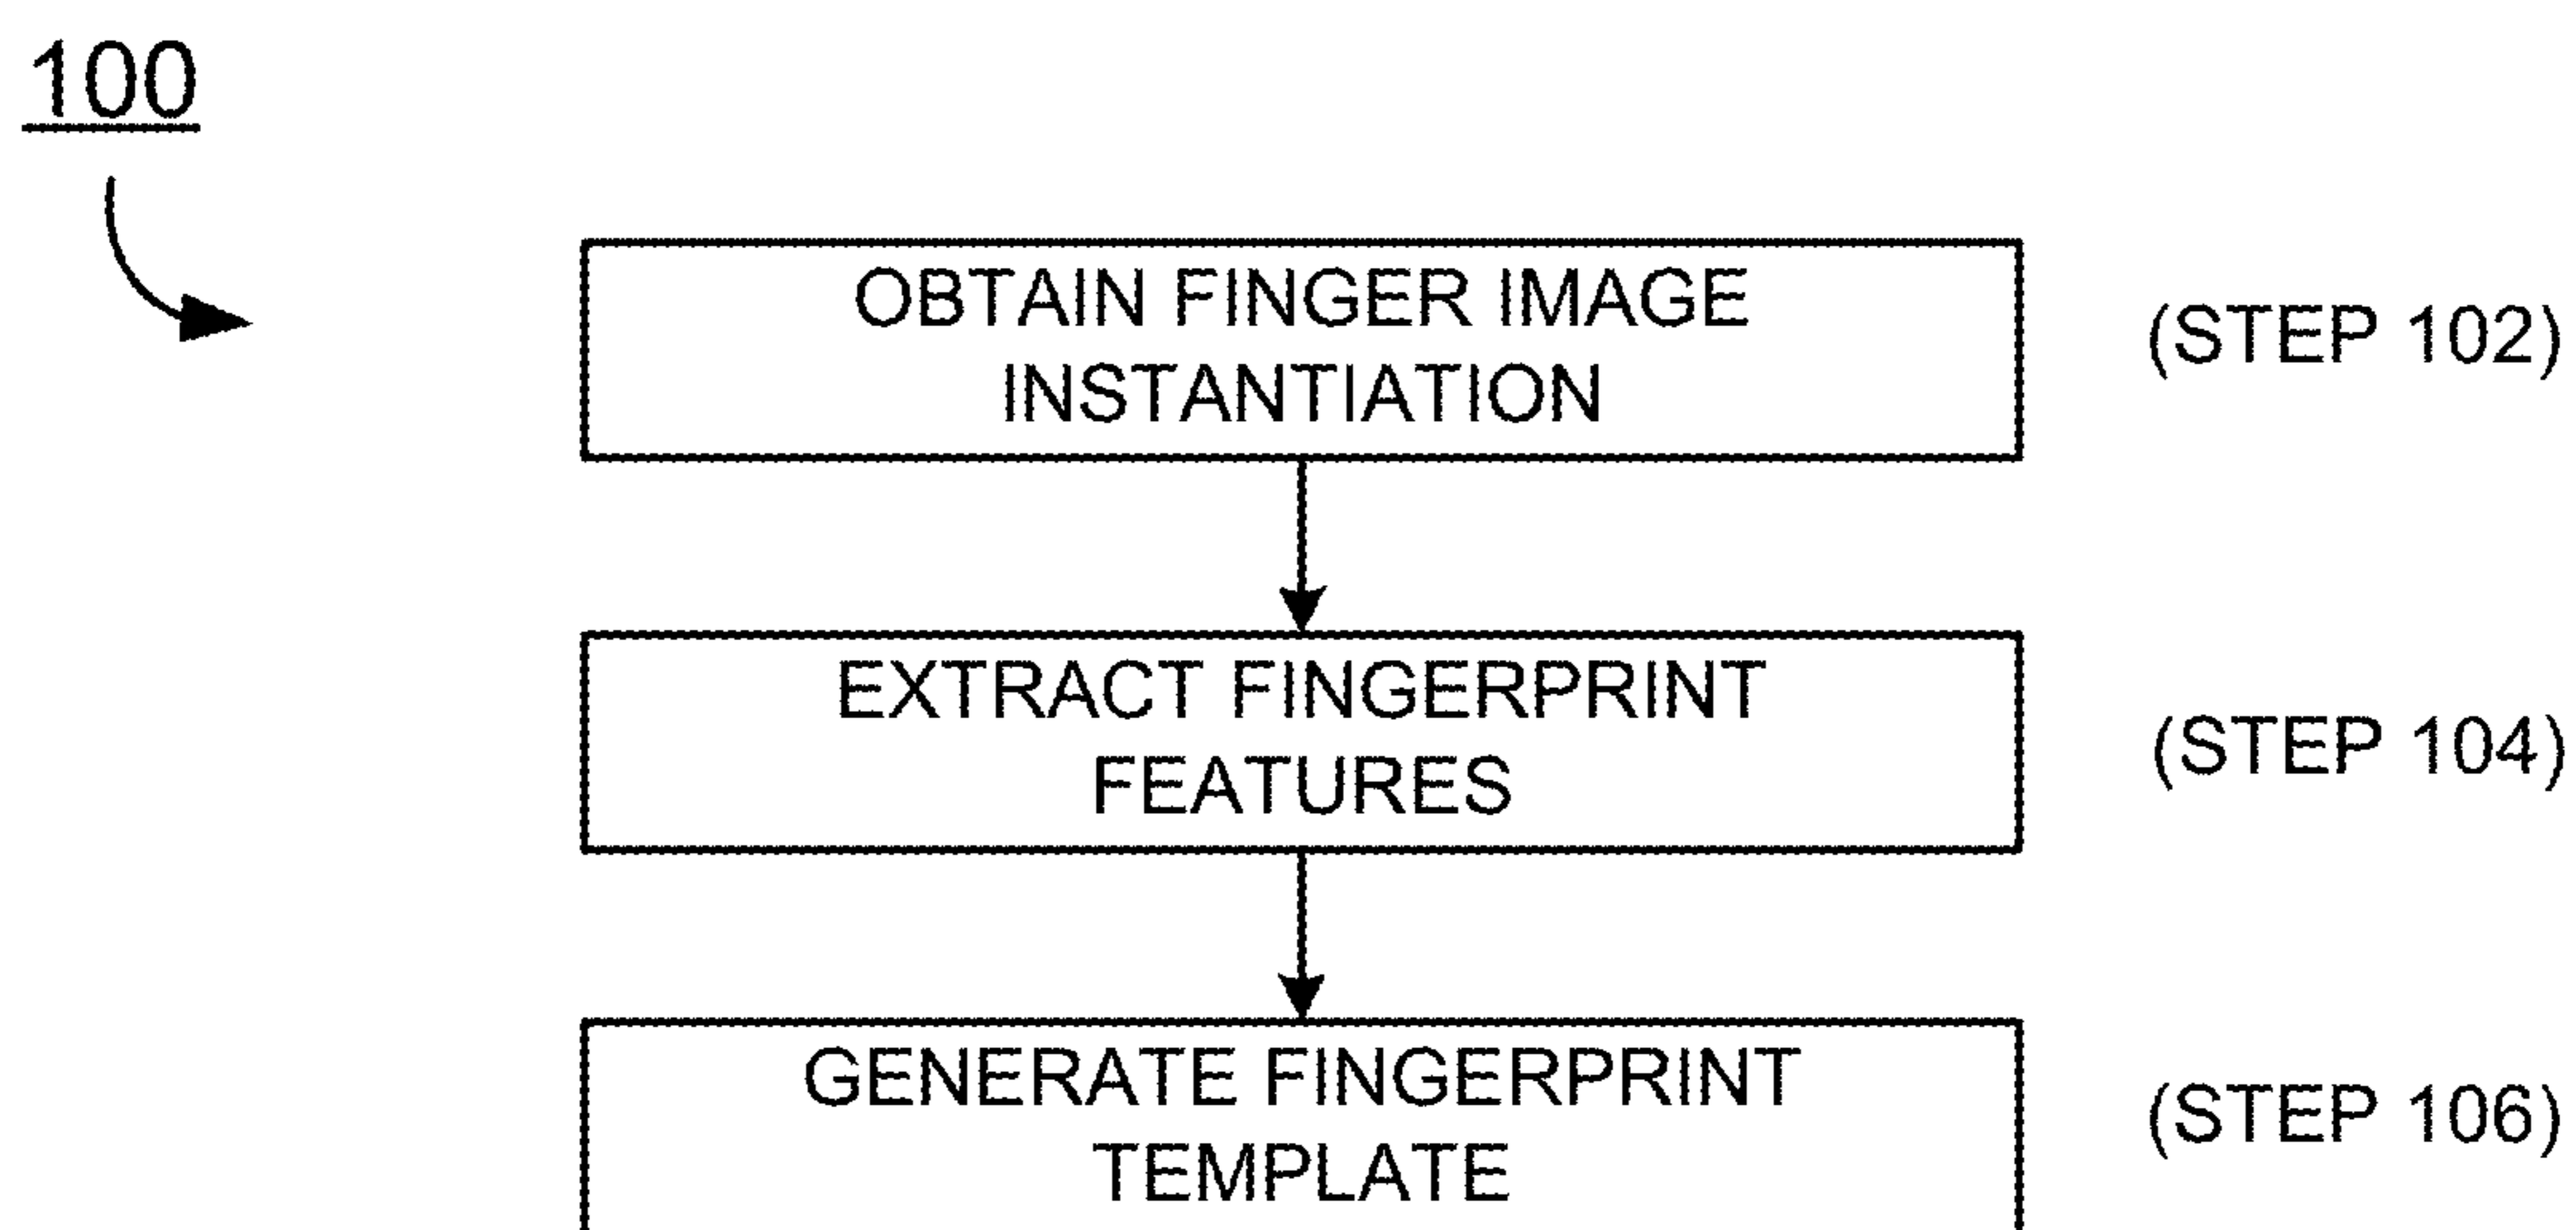 100
OBTAIN FINGER IMAGE
INSTANTIATION
(STEP 102)
EXTRACT FINGERPRINT
FEATURES
(STEP 104)
GENERATE FINGERPRINT
TEMPLATE
(STEP 106)